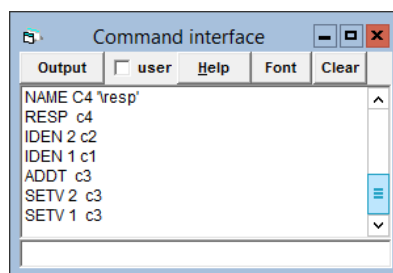 Command interface
Output user Help Font Clear
NAME C4 '\resp'
RESP c4
IDEN 2 c2
IDEN 1 c1
ADDT c3
SETV 2 c3
SETV 1 c3